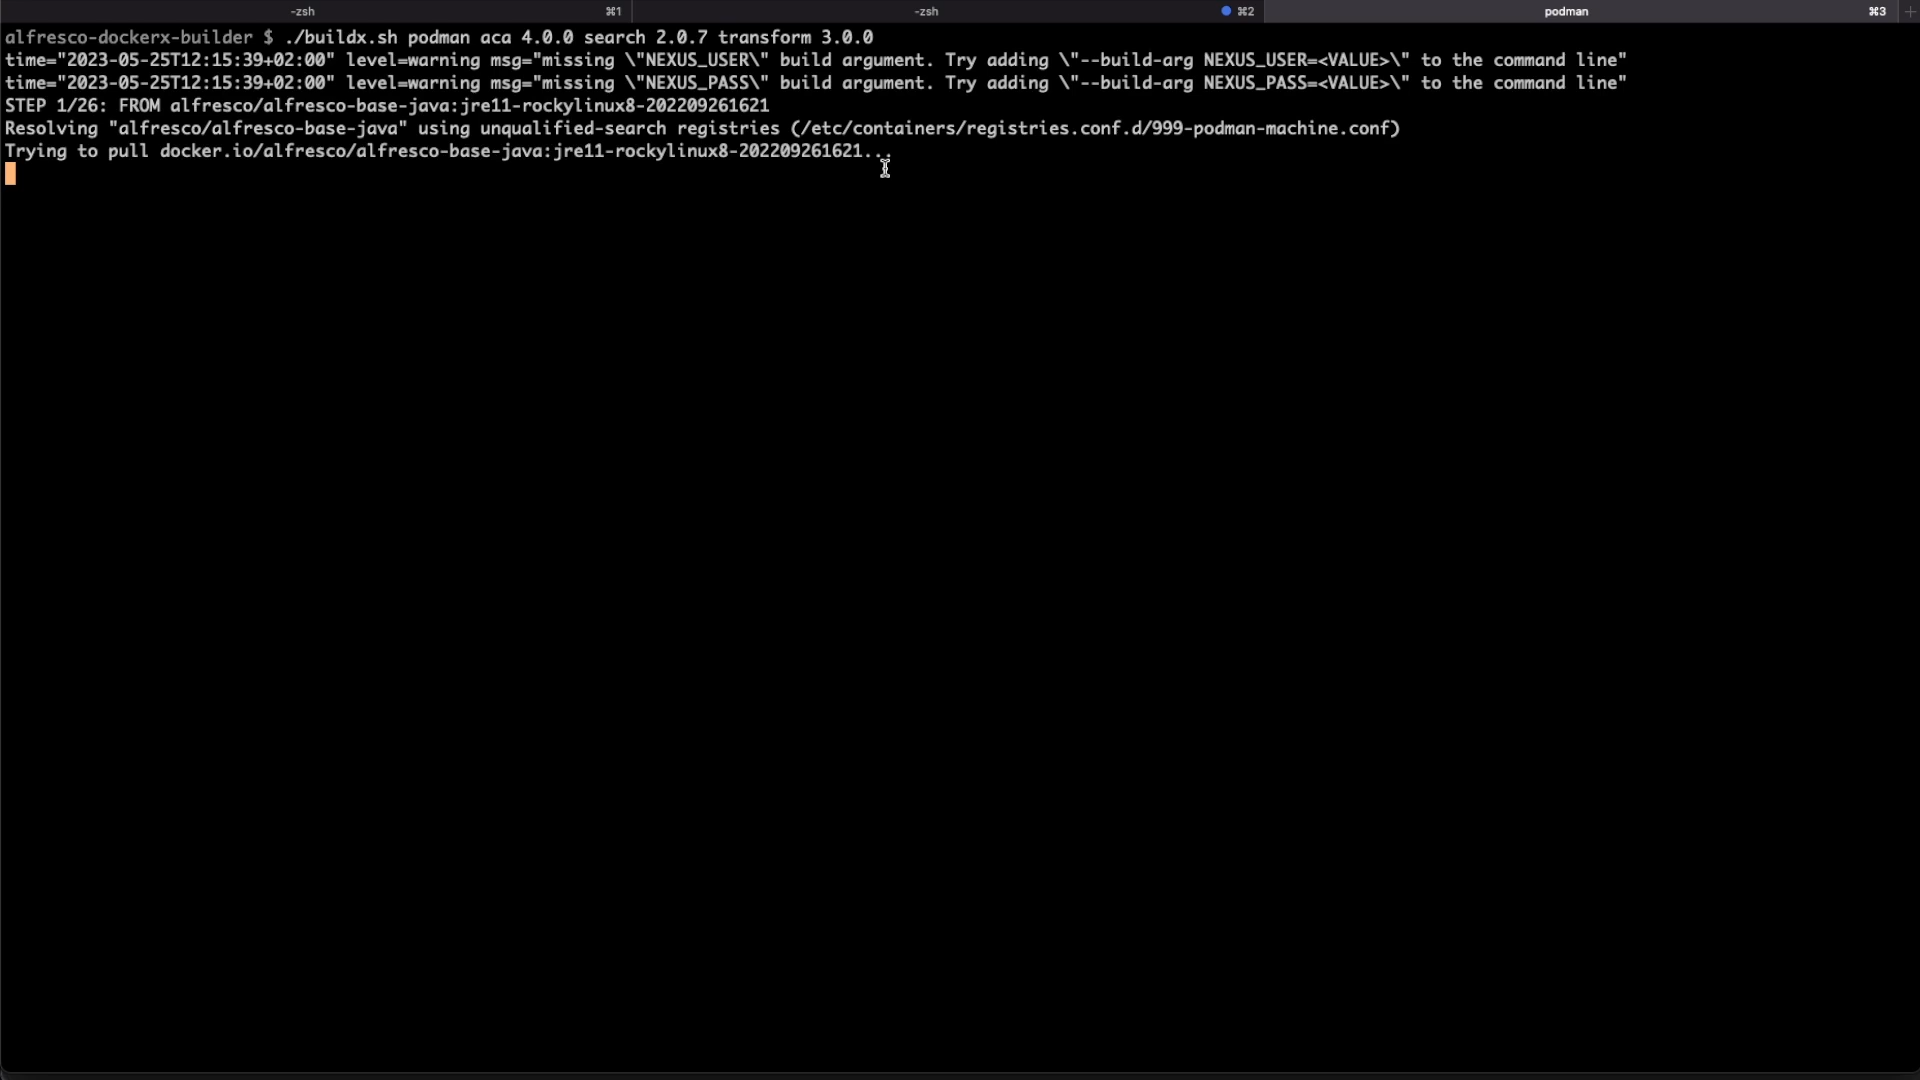 -zsh ⌘1 -zsh ⌘2 podman ⌘3
alfresco-dockerx-builder $ ./buildx.sh podman aca 4.0.0 search 2.0.7 transform 3.0.0
time="2023-05-25T12:15:39+02:00" level=warning msg="missing \"NEXUS_USER\" build argument. Try adding \"--build-arg NEXUS_USER=<VALUE>\" to the command line"
time="2023-05-25T12:15:39+02:00" level=warning msg="missing \"NEXUS_PASS\" build argument. Try adding \"--build-arg NEXUS_PASS=<VALUE>\" to the command line"
STEP 1/26: FROM alfresco/alfresco-base-java:jre11-rockylinux8-202209261621
Resolving "alfresco/alfresco-base-java" using unqualified-search registries (/etc/containers/registries.conf.d/999-podman-machine.conf)
Trying to pull docker.io/alfresco/alfresco-base-java:jre11-rockylinux8-202209261621...